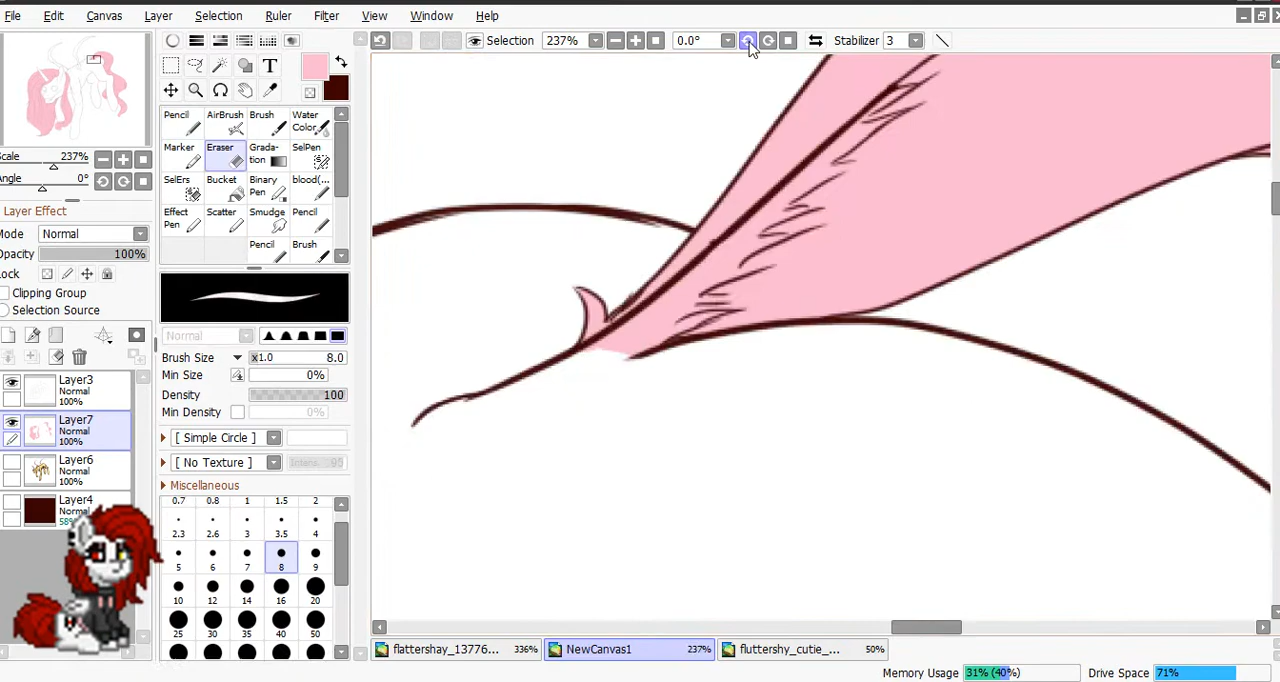 File Edit Canvas Layer Selection Ruler Filter View Window Help
Selection 237% 0.0° Stabilizer 3
T
Scale
237%
Angle
0°
Layer Effect
Mode Normal
Opacity 100%
Lock
Clipping Group
Selection Source
Layer3
Normal
100%
Layer7
Normal
100%
Layer6
Normal
100%
Layer4
Normal
Pencil AirBrush Brush Water Color
Marker Eraser Grada-tion SelPen
SelErs Bucket Binary Pen blood(...
Effect Pen Scatter Smudge Pencil
Pencil Brush
Normal
Brush Size x1.0 8.0
Min Size 0%
Density 100
Min Density 0%
[ Simple Circle ]
[ No Texture ]
Miscellaneous
0.7 0.8 1 1.5 2
2.3 2.6 3 3.5 4
5 6 7 8 9
10 12 14 16 20
25 30 35 40 50
flattershay_13776... 336% NewCanvas1 237% fluttershy_cutie_... 50%
Memory Usage 31% (40%) Drive Space 71%